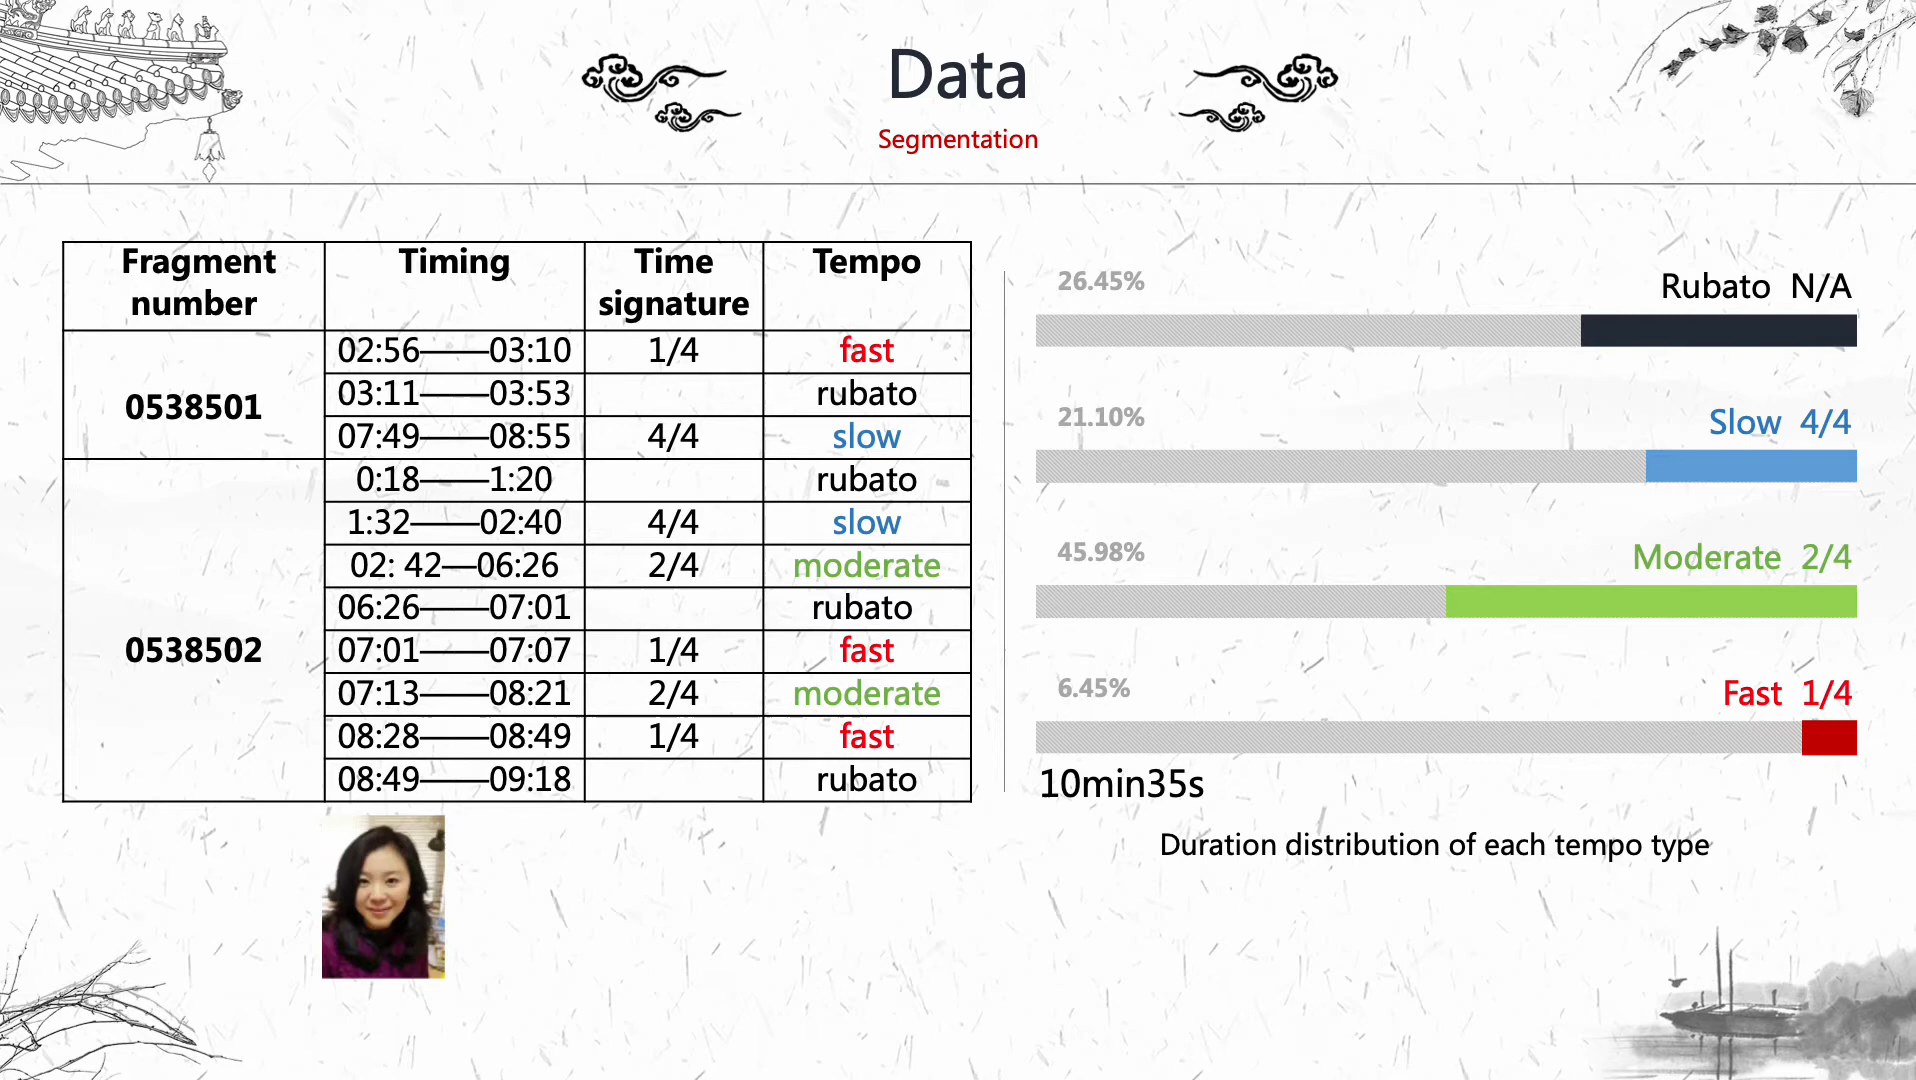 Data
Segmentation
Fragment number Timing Time signature Tempo
0538501
02:56——03:10 1/4 fast
03:11——03:53 rubato
07:49——08:55 4/4 slow
0538502
0:18——1:20 rubato
1:32——02:40 4/4 slow
02: 42—06:26 2/4 moderate
06:26——07:01 rubato
07:01——07:07 1/4 fast
07:13——08:21 2/4 moderate
08:28——08:49 1/4 fast
08:49——09:18 rubato
26.45% Rubato N/A
21.10% Slow 4/4
45.98% Moderate 2/4
6.45% Fast 1/4
10min35s
Duration distribution of each tempo type